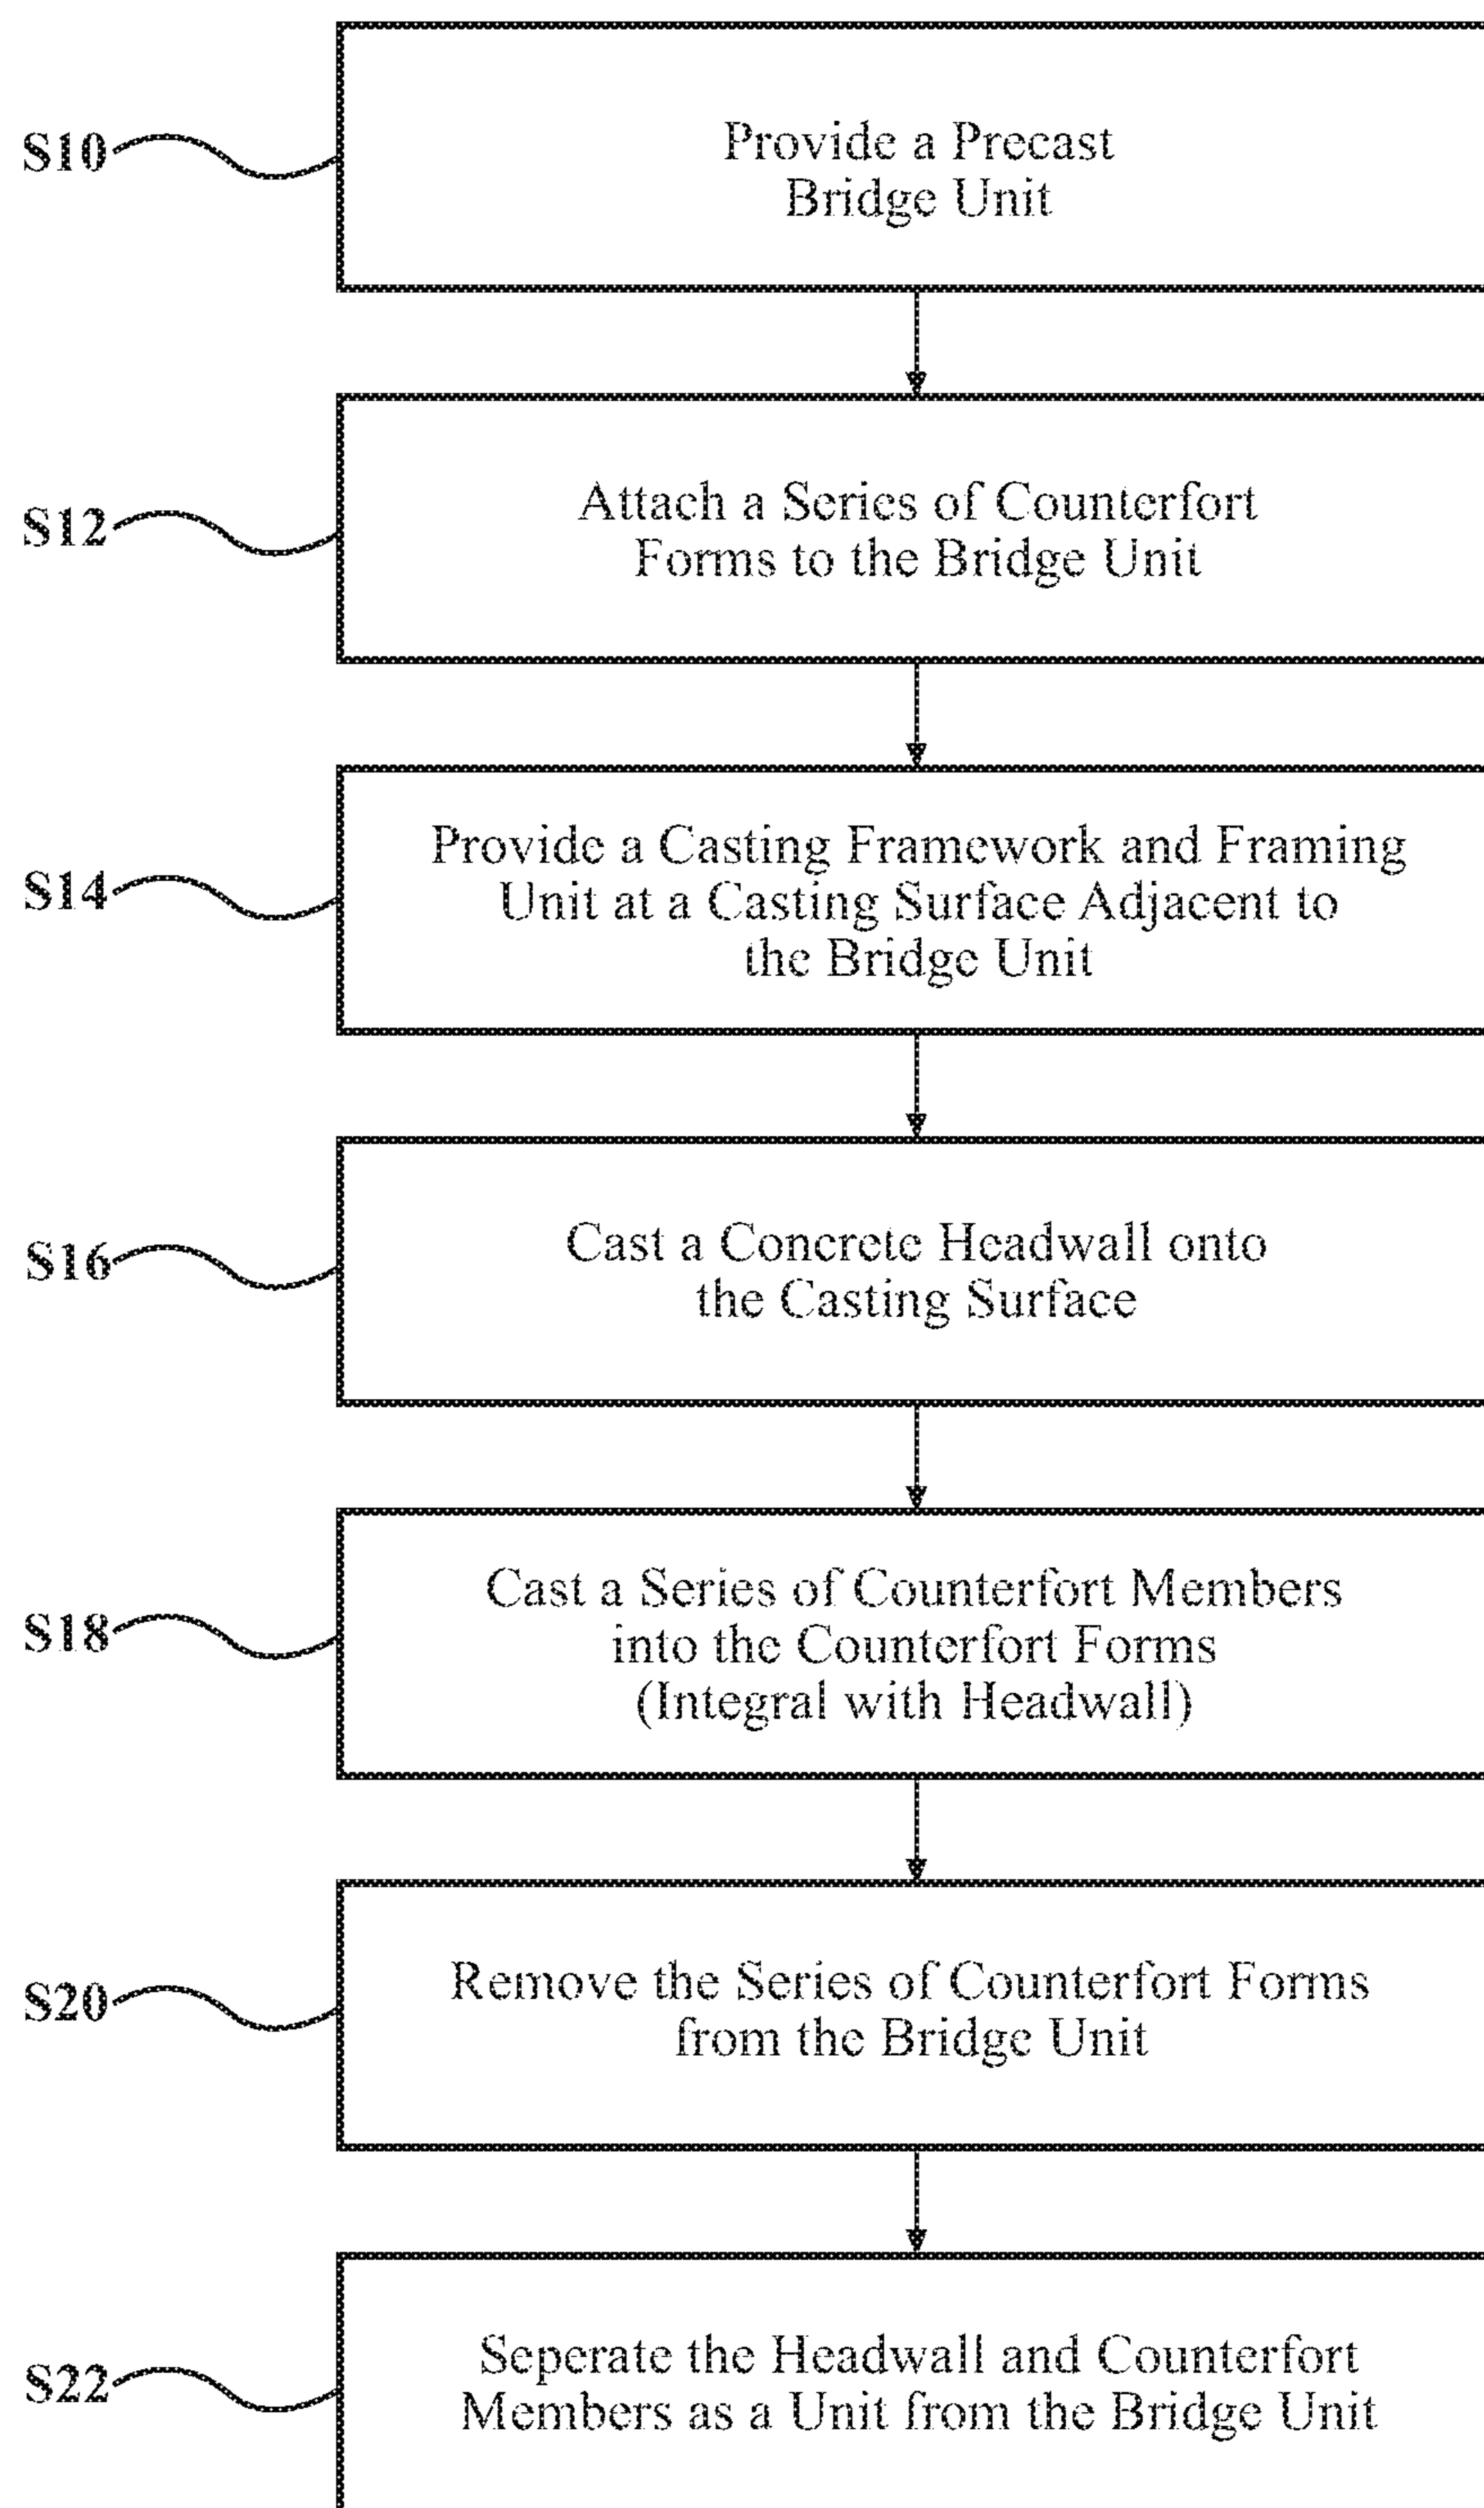 S10
Provide a Precast
Bridge Unit
S12
Attach a Series of Counterfort
Forms to the Bridge Unit
S14
Provide a Casting Framework and Framing
Unit at a Casting Surface Adjacent to
the Bridge Unit
S16
Cast a Concrete Headwall onto
the Casting Surface
S18
Cast a Series of Counterfort Members
into the Counterfort Forms
(Integral with Headwall)
S20
Remove the Series of Counterfort Forms
from the Bridge Unit
S22
Seperate the Headwall and Counterfort
Members as a Unit from the Bridge Unit